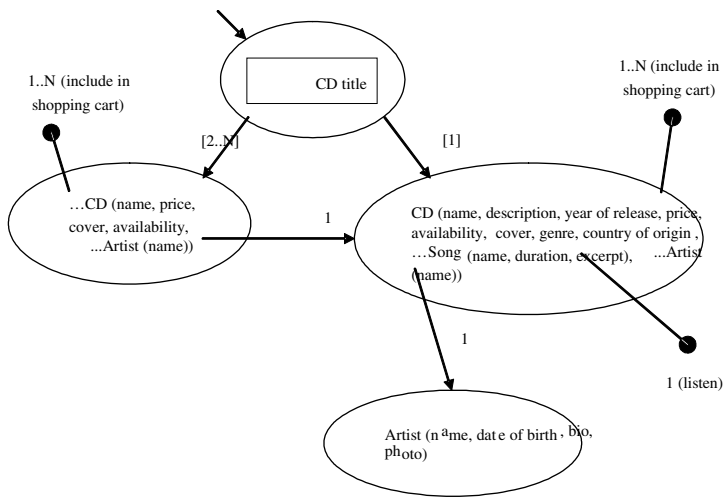 CD title
1..N (include in
shopping cart)
1..N (include in
shopping cart)
[2..N]
[1]
…CD (name, price,
cover, availability,
...Artist (name))
1
CD (name, description, year of release, price,
availability, cover, genre, country of origin ,
…Song (name, duration, excerpt), ...Artist
(name))
1
1 (listen)
Artist (name, date of birth , bio,
photo)